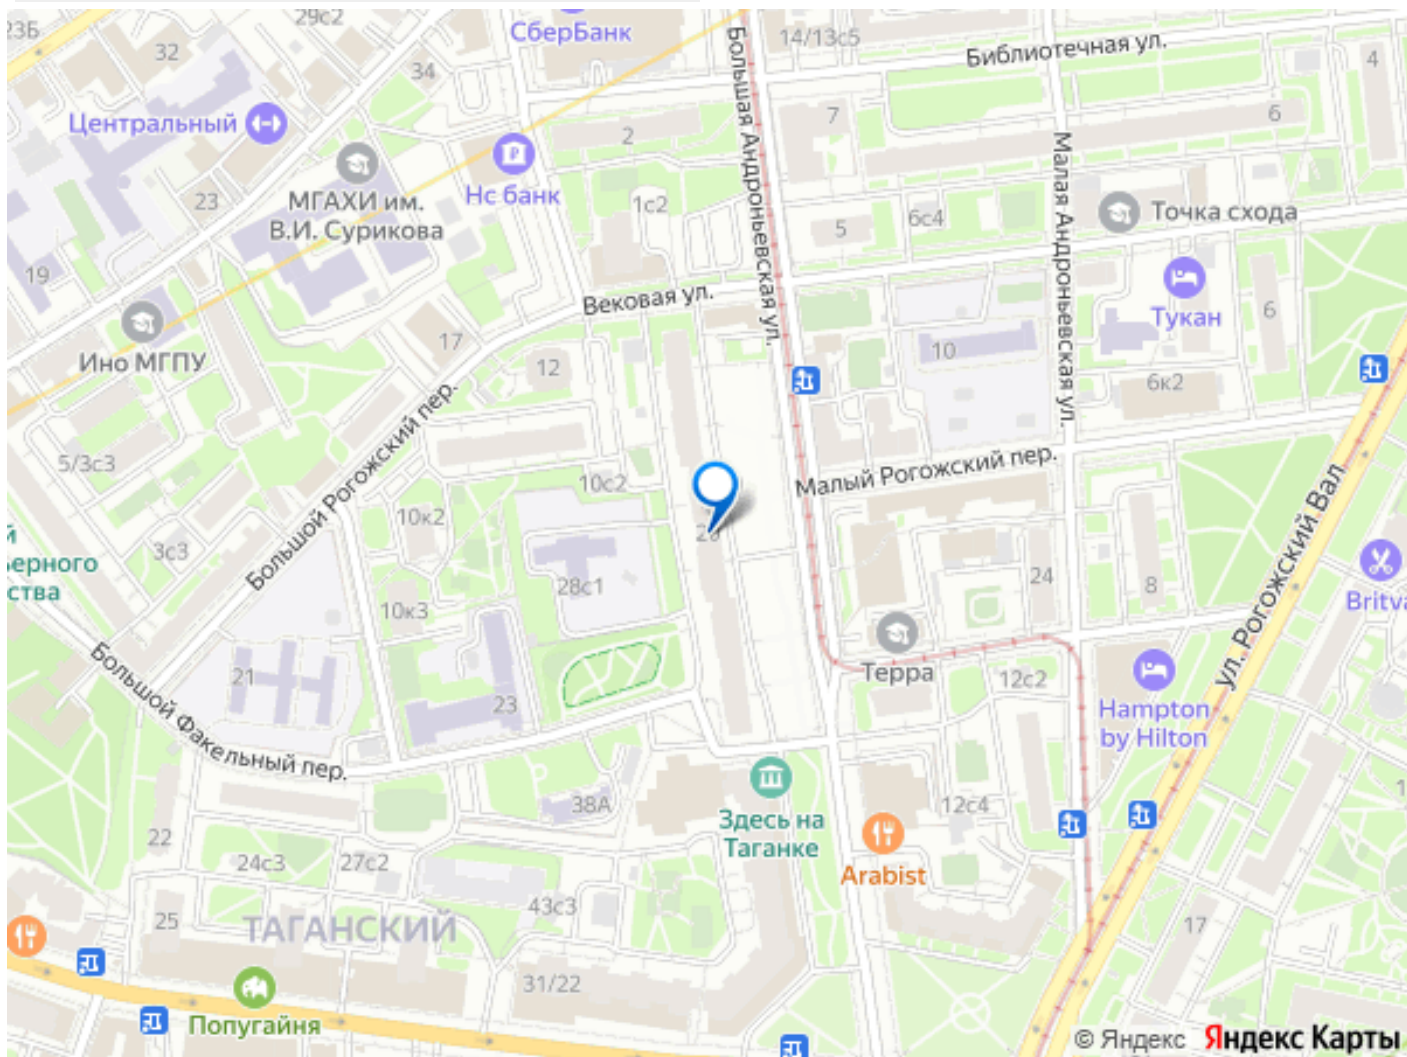 23Б
29с2
СберБанк
14/13с5
Библиотечная ул.
4
32
34
Большая Андроньевская ул.
7
6
Центральный
2
Малая Андроньевская ул.
Нс банк
23
МГАХИ им.
В.И. Сурикова
1с2
5
6с4
Точка схода
19
Вековая ул.
Тукан
6
17
10
Ино МГПУ
12
6к2
Большой Рогожский пер.
5/3с3
10с2
Малый Рогожский пер.
10к2
ул. Рогожский Вал
3с3
28с1
24
8
Britva
10к3
Большой Факельный пер.
21
23
Терра
12с2
Hampton
by Hilton
38А
12с4
Здесь на
Таганке
22
24с3
27с2
Arabist
43с3
25
ТАГАНСКИЙ
17
31/22
Попугайня
© Яндекс Яндекс Карты